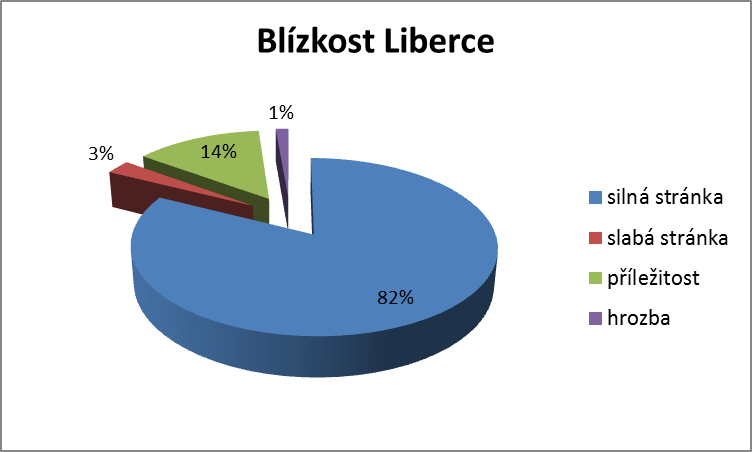 Blízkost Liberce
1%
14%
3%
82%
silná stránka
slabá stránka
příležitost
hrozba